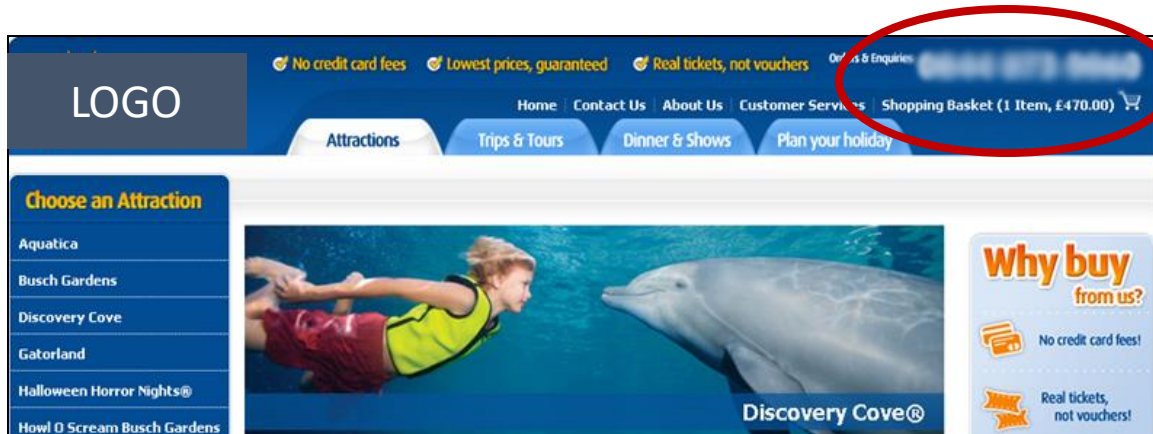 LOGO
No credit card fees Lowest prices, guaranteed Real tickets, not vouchers Orders & Enquiries
Home Contact Us About Us Customer Services Shopping Basket (1 Item, £470.00)
Attractions Trips & Tours Dinner & Shows Plan your holiday
Choose an Attraction
Aquatica
Busch Gardens
Discovery Cove
Gatorland
Halloween Horror Nights®
Howl O Scream Busch Gardens
Discovery Cove®
Why buy
from us?
No credit card fees!
Real tickets,
not vouchers!